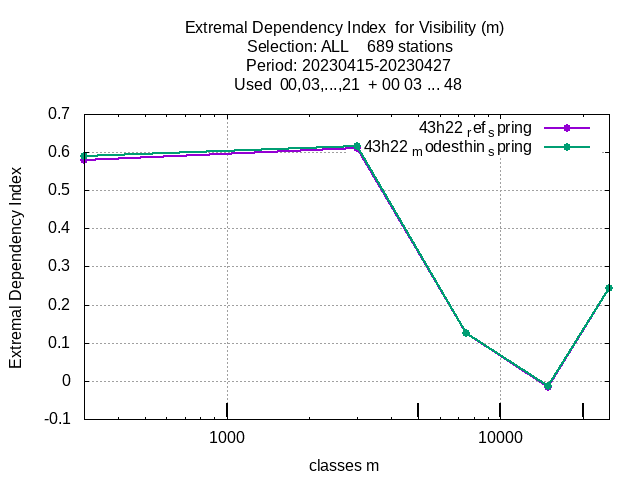 Extremal Dependency Index  for Visibility (m)
Selection: ALL    689 stations
Period: 20230415-20230427
Used  00,03,...,21  + 00 03 ... 48
0.7
0.6
0.5
0.4
0.3
0.2
0.1
0
-0.1
Extremal Dependency Index
43h22 ref spring
43h22 modesthin spring
1000
10000
classes m